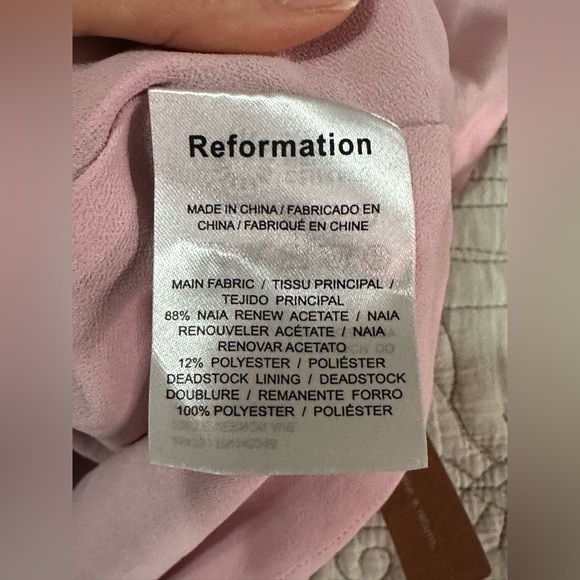 Reformation
MADE IN CHINA / FABRICADO EN
CHINA / FABRIQUÉ EN CHINE
MAIN FABRIC / TISSU PRINCIPAL /
TEJIDO PRINCIPAL
88% NAIA RENEW ACETATE / NAIA
RENOUVELER ACÉTATE / NAIA
RENOVAR ACETATO
12% POLYESTER / POLIÉSTER
DEADSTOCK LINING / DEADSTOCK
DOUBLURE / REMANENTE FORRO
100% POLYESTER / POLIÉSTER